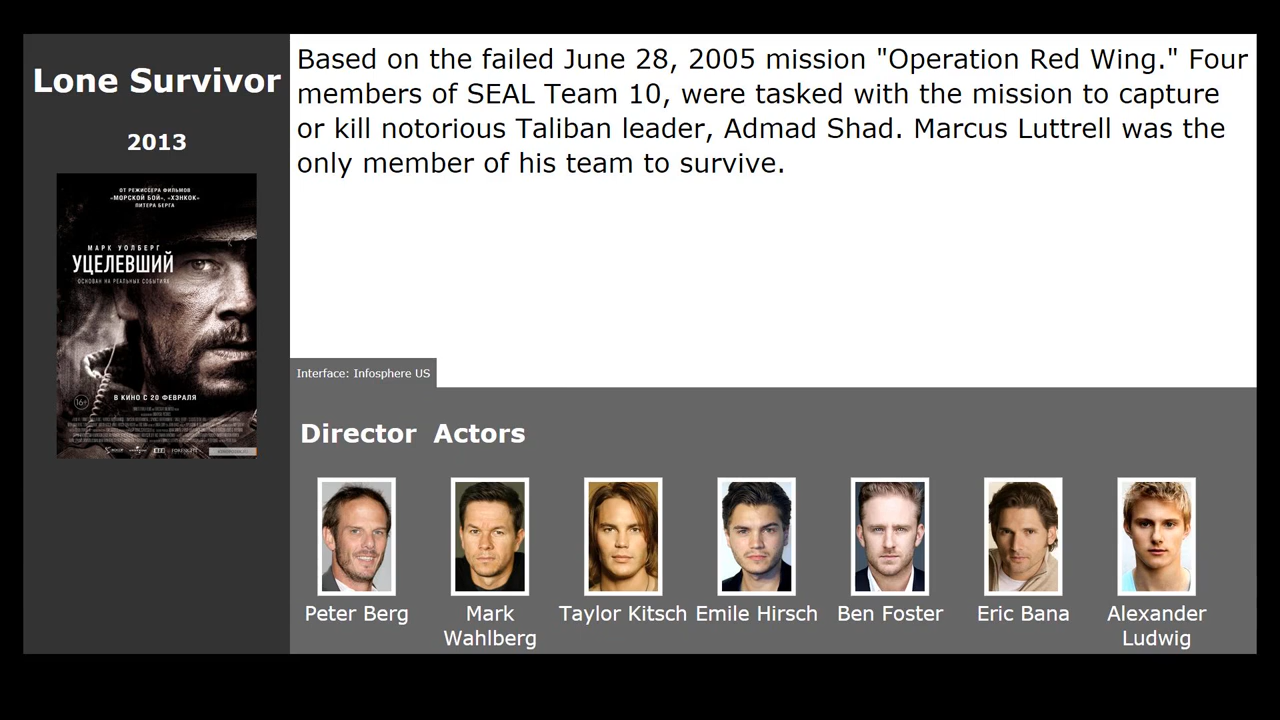 Lone Survivor
2013
ОТ РЕЖИССЕРА ФИЛЬМОВ
«МОРСКОЙ БОЙ», «ХЭНКОК»
ПИТЕРА БЕРГА
МАРК УОЛБЕРГ
УЦЕЛЕВШИЙ
ОСНОВАН НА РЕАЛЬНЫХ СОБЫТИЯХ
16+
В КИНО С 20 ФЕВРАЛЯ
Based on the failed June 28, 2005 mission "Operation Red Wing." Four
members of SEAL Team 10, were tasked with the mission to capture
or kill notorious Taliban leader, Admad Shad. Marcus Luttrell was the
only member of his team to survive.
Interface: Infosphere US
Director Actors
Peter Berg
Mark
Wahlberg
Taylor Kitsch
Emile Hirsch
Ben Foster
Eric Bana
Alexander
Ludwig